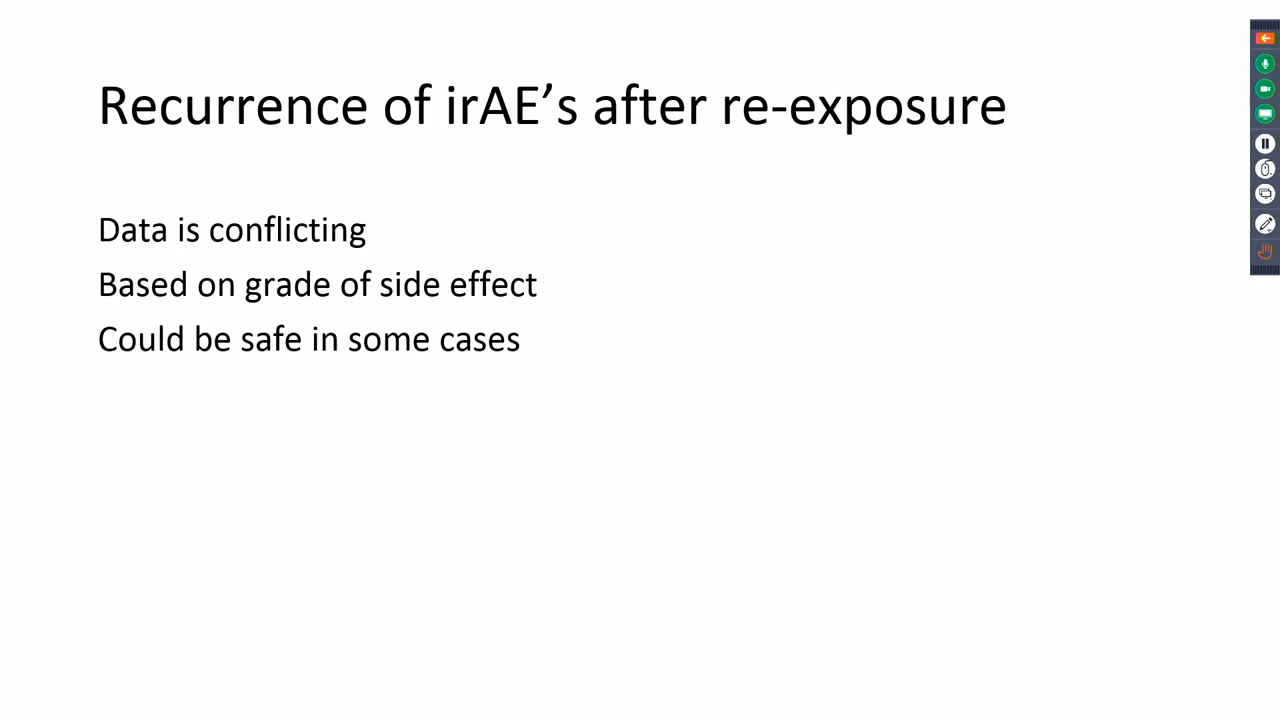 Recurrence of irAE’s after re-exposure
Data is conflicting
Based on grade of side effect
Could be safe in some cases